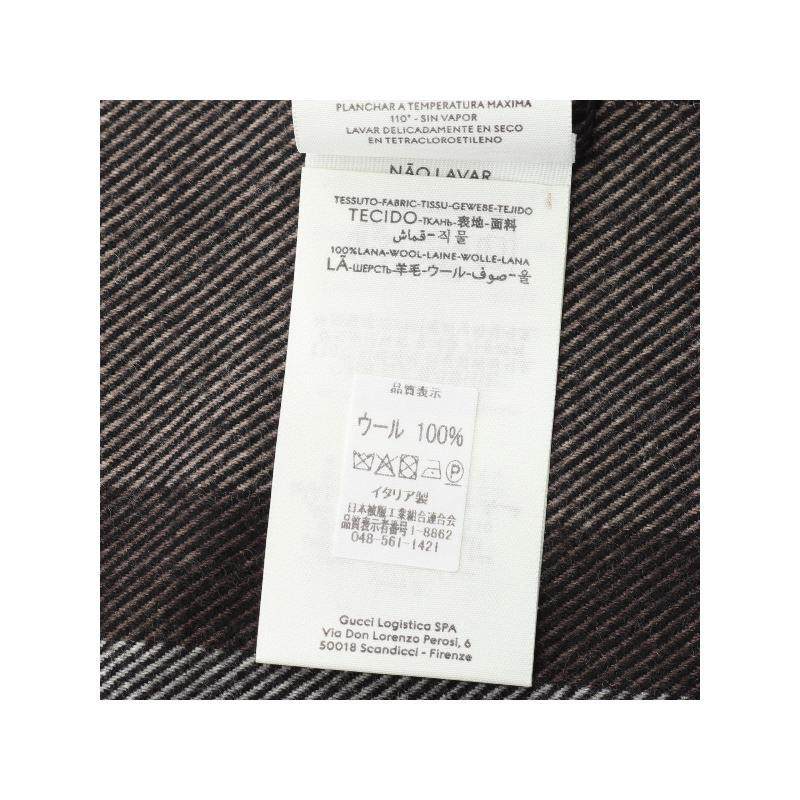 PLANCHAR A TEMPERATURA MAXIMA
110° - SIN VAPOR
LAVAR DELICADAMENTE EN SECO
EN TETRACLOROETILENO
NÃO LAVAR
TESSUTO-FABRIC-TISSU-GEWEBE-TEJIDO
TECIDO-ТКАНЬ-表地-面料
قماش-직물
100%LANA-WOOL-LAINE-WOLLE-LANA
LÃ-ШЕРСТЬ-羊毛-ウール-صوف-울
品質表示
ウール 100%
イタリア製
日本被服工業組合連合会
品質表示者番号1-8862
048-561-1421
Gucci Logistica SPA
Via Don Lorenzo Perosi, 6
50018 Scandicci - Firenze